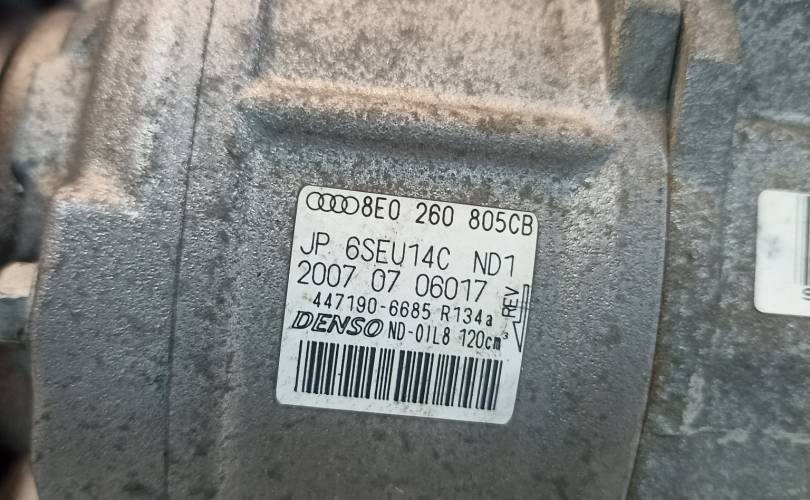 8E0 260 805CB
JP 6SEU14C ND1
2007 07 06017
447190-6685 R134a
DENSO ND-OIL8 120cm³
REV